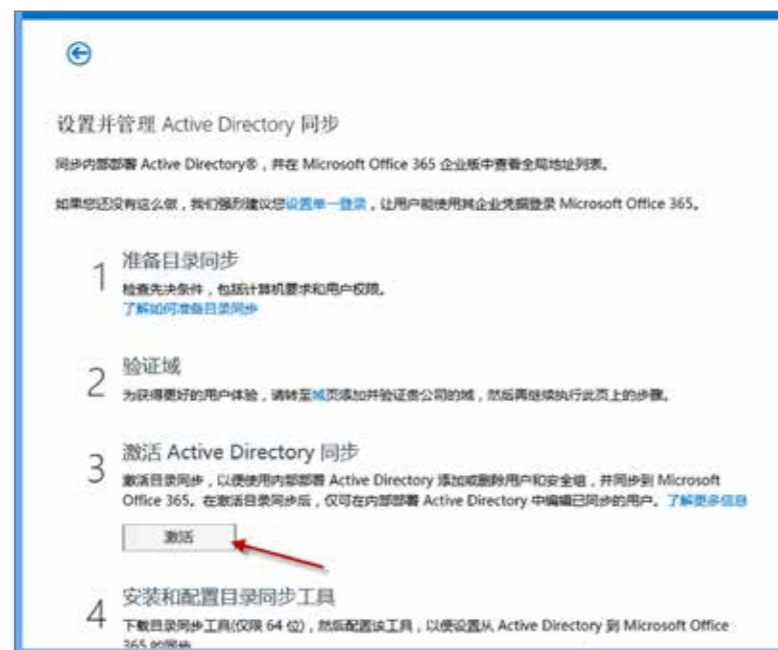 设置并管理 Active Directory 同步
同步内部部署 Active Directory®，并在 Microsoft Office 365 企业版中查看全局地址列表。
如果您还没有这么做，我们强烈建议您设置单一登录，让用户能使用其企业凭据登录 Microsoft Office 365。
1 准备目录同步
检查先决条件，包括计算机要求和用户权限。
了解如何准备目录同步
2 验证域
为获得更好的用户体验，请转至域页添加并验证贵公司的域，然后再继续执行此页上的步骤。
3 激活 Active Directory 同步
激活目录同步，以便使用内部部署 Active Directory 添加或删除用户和安全组，并同步到 Microsoft
Office 365。在激活目录同步后，仅可在内部部署 Active Directory 中编辑已同步的用户。了解更多信息
激活
4 安装和配置目录同步工具
下载目录同步工具(仅限 64 位)，然后配置该工具，以便设置从 Active Directory 到 Microsoft Office
365 的同步